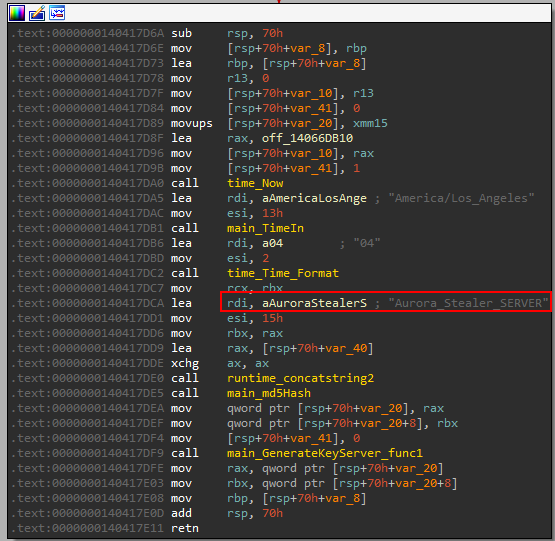 .text:0000000140417D6A sub rsp, 70h
.text:0000000140417D6E mov [rsp+70h+var_8], rbp
.text:0000000140417D73 lea rbp, [rsp+70h+var_8]
.text:0000000140417D78 mov r13, 0
.text:0000000140417D7F mov [rsp+70h+var_10], r13
.text:0000000140417D84 mov [rsp+70h+var_41], 0
.text:0000000140417D89 movups [rsp+70h+var_20], xmm15
.text:0000000140417D8F lea rax, off_14066DB10
.text:0000000140417D96 mov [rsp+70h+var_10], rax
.text:0000000140417D9B mov [rsp+70h+var_41], 1
.text:0000000140417DA0 call time_Now
.text:0000000140417DA5 lea rdi, aAmericaLosAnge ; "America/Los_Angeles"
.text:0000000140417DAC mov esi, 13h
.text:0000000140417DB1 call main_TimeIn
.text:0000000140417DB6 lea rdi, a04 ; "04"
.text:0000000140417DBD mov esi, 2
.text:0000000140417DC2 call time_Time_Format
.text:0000000140417DC7 mov rcx, rbx
.text:0000000140417DCA lea rdi, aAuroraStealerS ; "Aurora_Stealer_SERVER"
.text:0000000140417DD1 mov esi, 15h
.text:0000000140417DD6 mov rbx, rax
.text:0000000140417DD9 lea rax, [rsp+70h+var_40]
.text:0000000140417DDE xchg ax, ax
.text:0000000140417DE0 call runtime_concatstring2
.text:0000000140417DE5 call main_md5Hash
.text:0000000140417DEA mov qword ptr [rsp+70h+var_20], rax
.text:0000000140417DEF mov qword ptr [rsp+70h+var_20+8], rbx
.text:0000000140417DF4 mov [rsp+70h+var_41], 0
.text:0000000140417DF9 call main_GenerateKeyServer_func1
.text:0000000140417DFE mov rax, qword ptr [rsp+70h+var_20]
.text:0000000140417E03 mov rbx, qword ptr [rsp+70h+var_20+8]
.text:0000000140417E08 mov rbp, [rsp+70h+var_8]
.text:0000000140417E0D add rsp, 70h
.text:0000000140417E11 retn